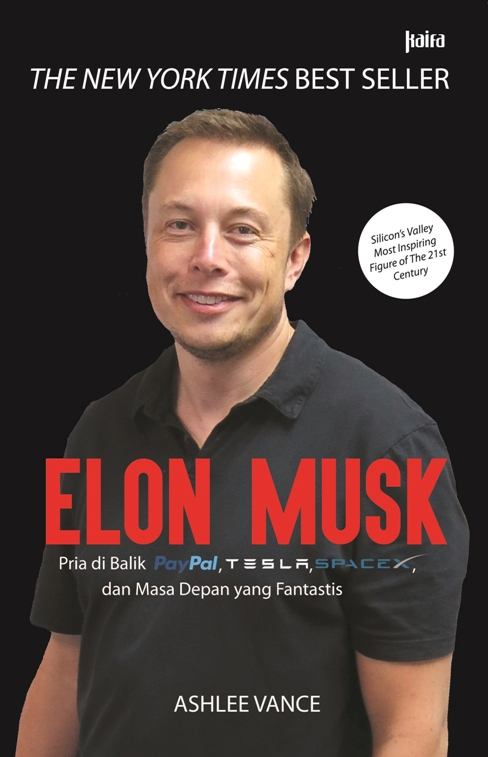 kaifa
THE NEW YORK TIMES BEST SELLER
Silicon's Valley
Most Inspiring
Figure of The 21st
Century
ELON MUSK
Pria di Balik PayPal, TESLA, SPACEX,
dan Masa Depan yang Fantastis
ASHLEE VANCE